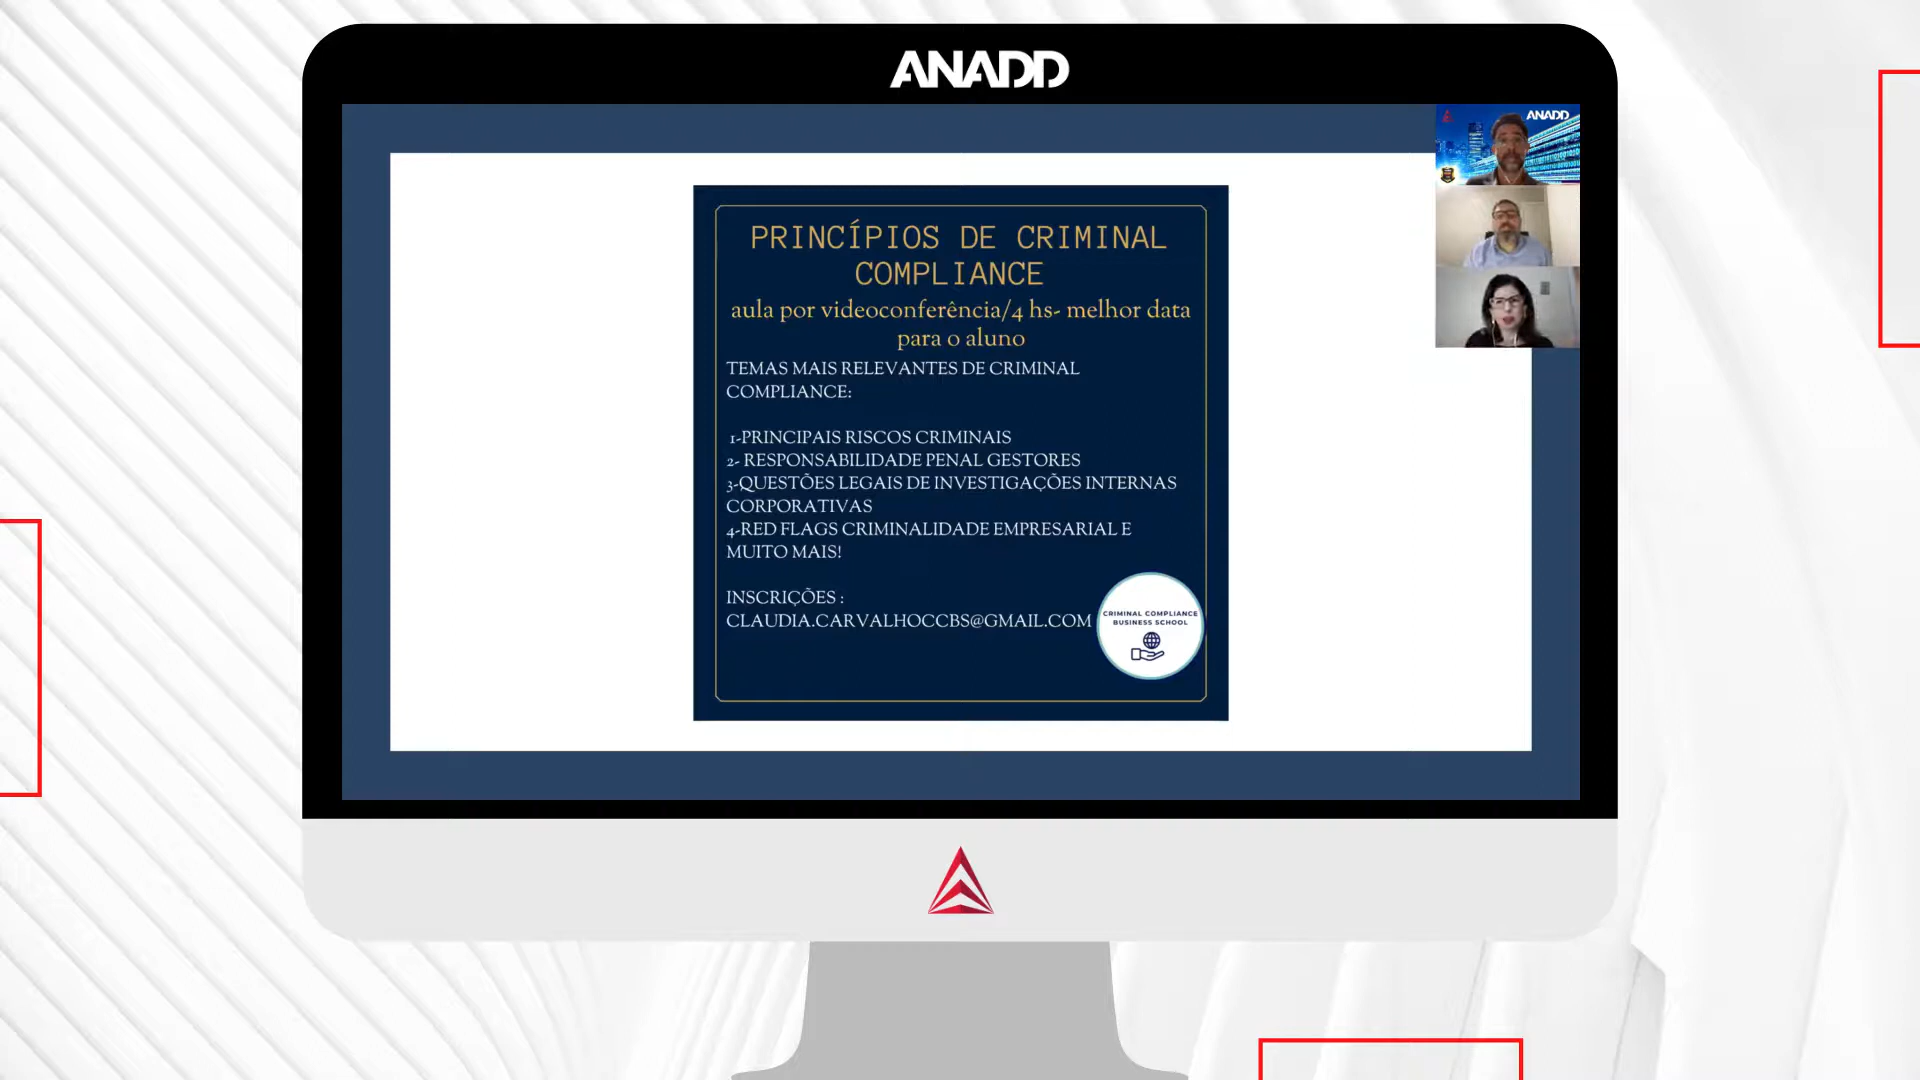 ANADD
ANADD
PRINCÍPIOS DE CRIMINAL
COMPLIANCE
aula por videoconferência/4 hs- melhor data
para o aluno
TEMAS MAIS RELEVANTES DE CRIMINAL
COMPLIANCE:
1-PRINCIPAIS RISCOS CRIMINAIS
2- RESPONSABILIDADE PENAL GESTORES
3-QUESTÕES LEGAIS DE INVESTIGAÇÕES INTERNAS
CORPORATIVAS
4-RED FLAGS CRIMINALIDADE EMPRESARIAL E
MUITO MAIS!
INSCRIÇÕES :
CLAUDIA.CARVALHOCCBS@GMAIL.COM
CRIMINAL COMPLIANCE
BUSINESS SCHOOL